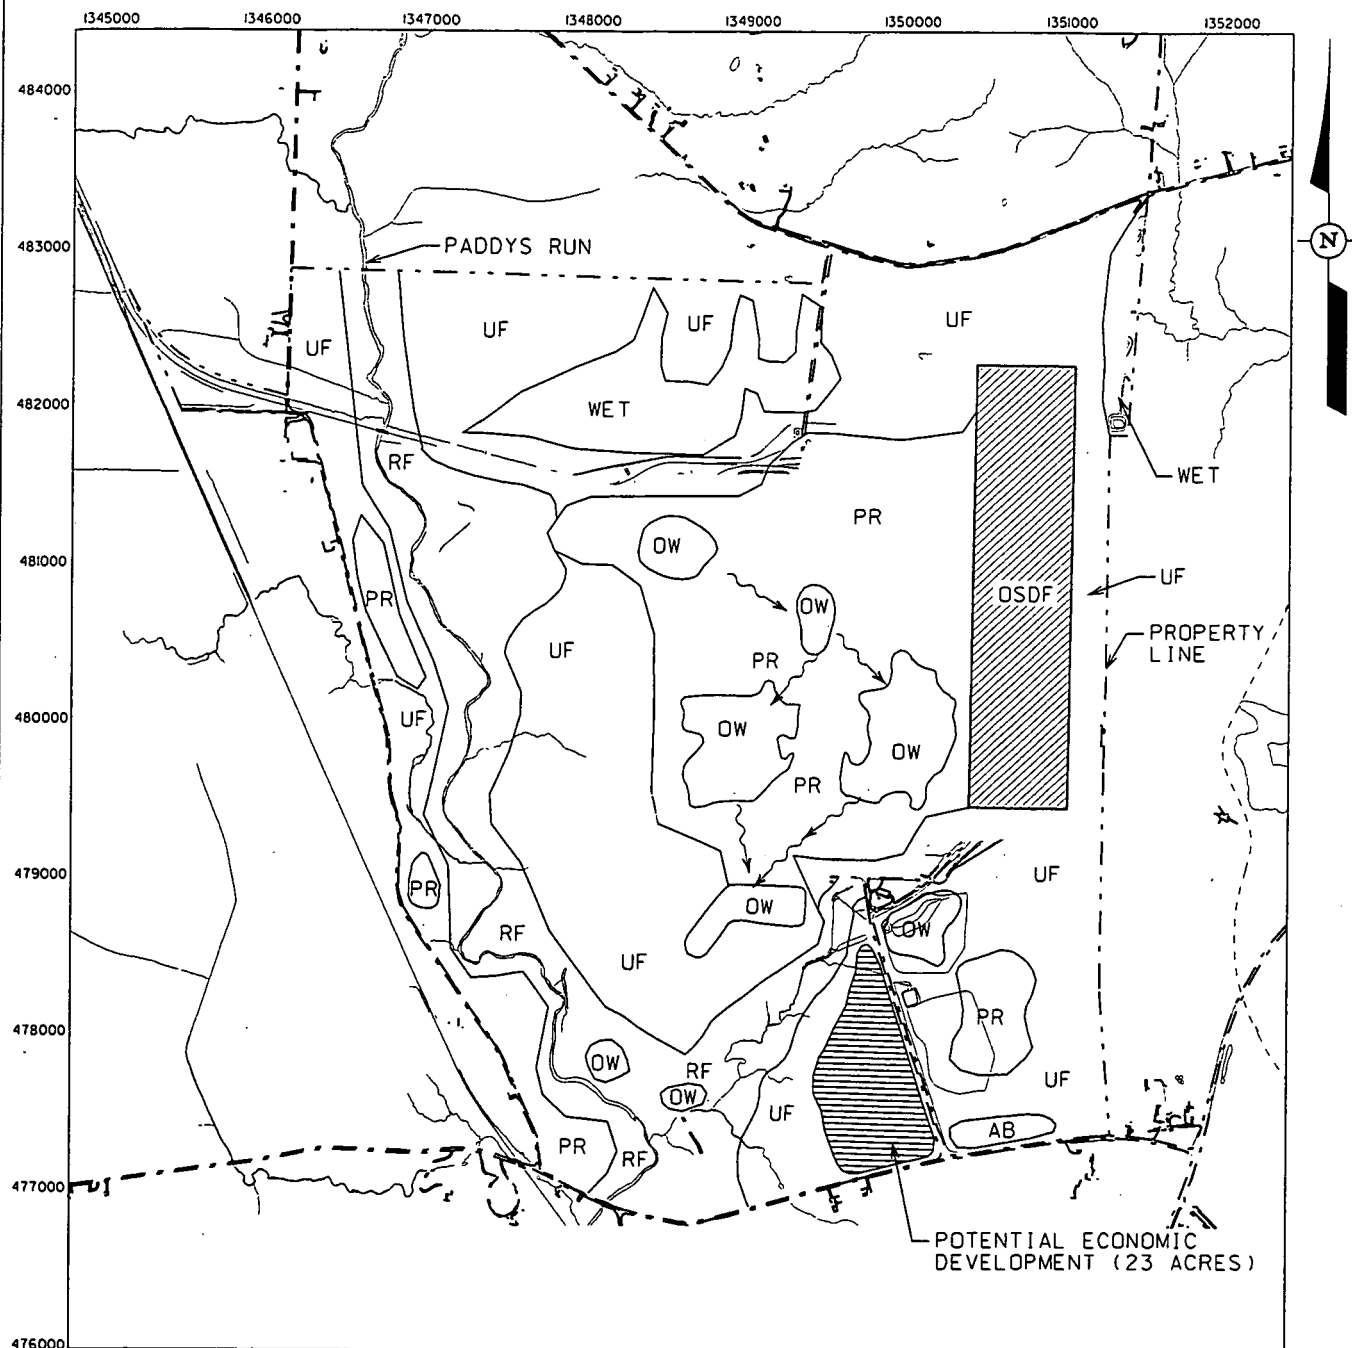 1345000 1346000 1347000 1348000 1349000 1350000 1351000 1352000
484000
483000
N
PADDYS RUN
UF
UF
UF
UF
482000
WET
RF
WET
PR
OW
481000
UF
OSDF
OW
PR
PROPERTY
LINE
UF
PR
480000
UF
OW
OW
PR
479000
UF
PR
OW
OW
RF
UF
PR
478000
OW
RF
UF
OW
UF
AB
PR
RF
477000
POTENTIAL ECONOMIC
DEVELOPMENT (23 ACRES)
476000